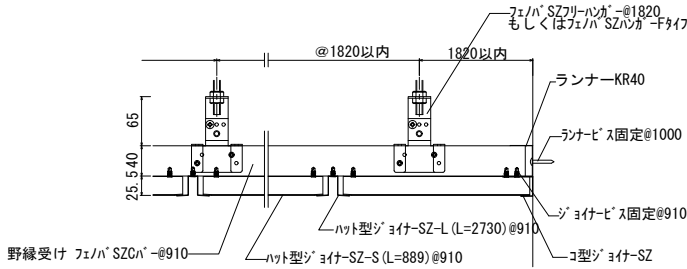 フェノバSZフリーハンガー@1820
もしくはフェノバSZハンガーFタイプ
@1820以内
1820以内
ランナーKR40
65
ランナービス固定@1000
40
25.5
ジョイナービス固定@910
ハット型ジョイナーSZ-L(L=2730)@910
野縁受け フェノバSZCバー@910
ハット型ジョイナーSZ-S(L=889)@910
コ型ジョイナーSZ